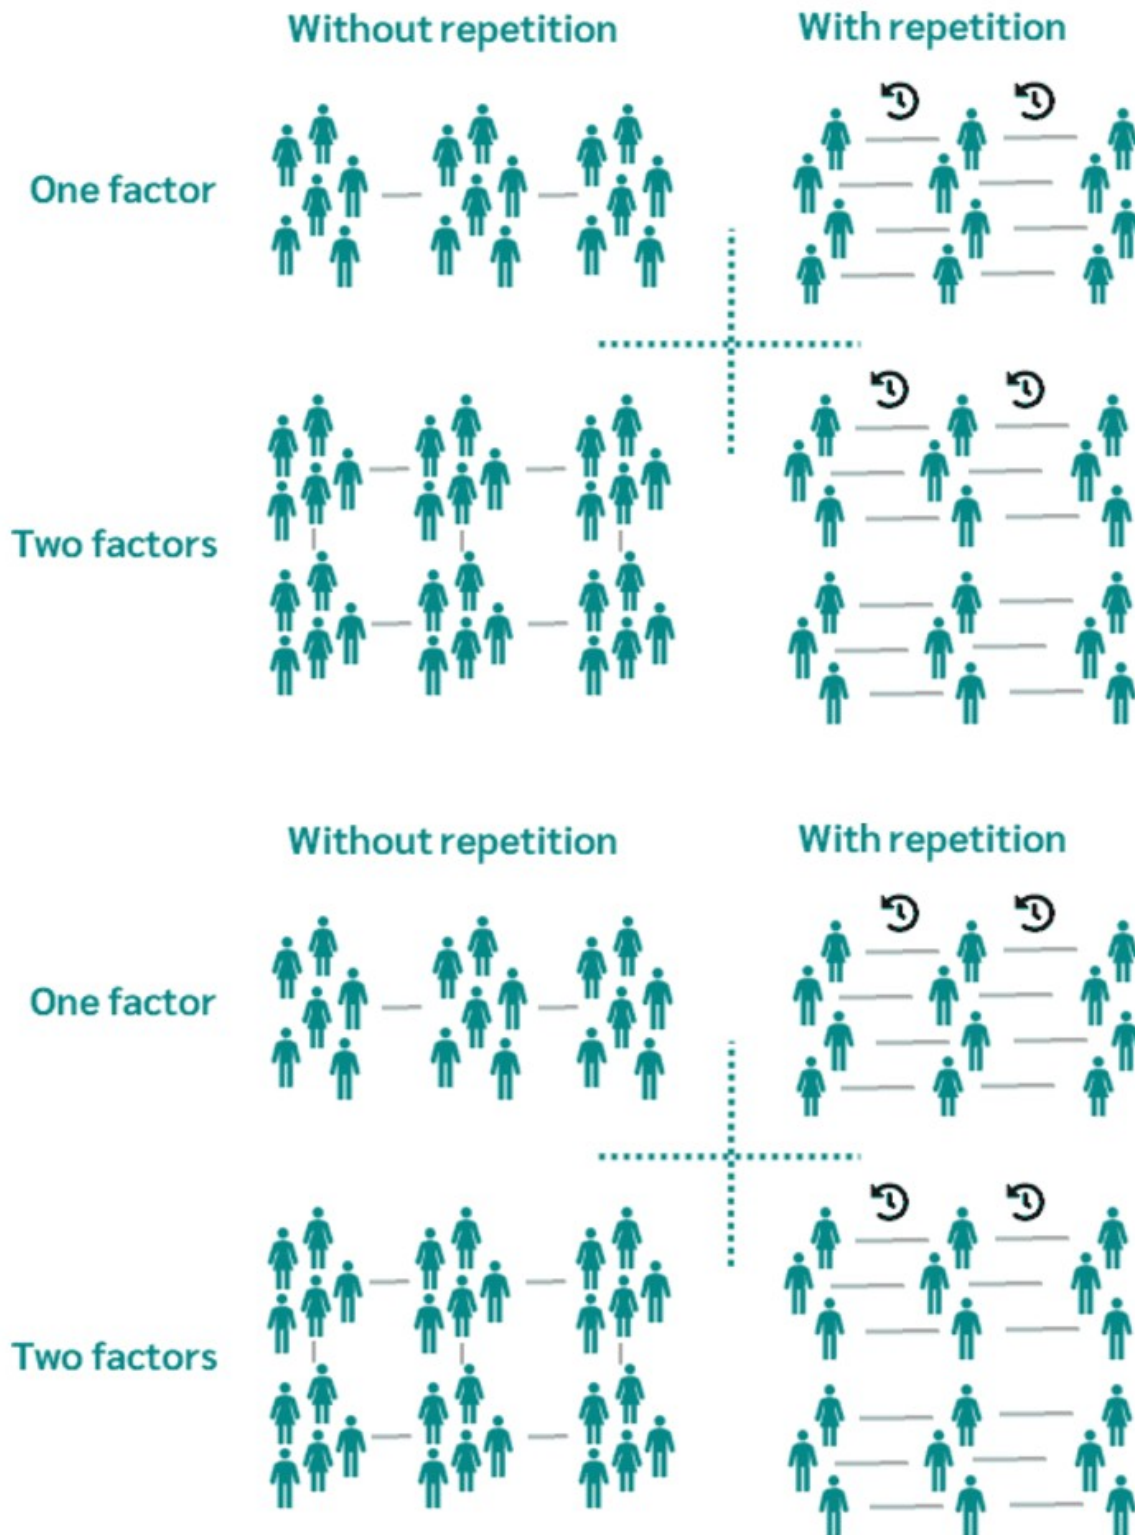 Without repetition
With repetition
One factor
Two factors
Without repetition
With repetition
One factor
Two factors